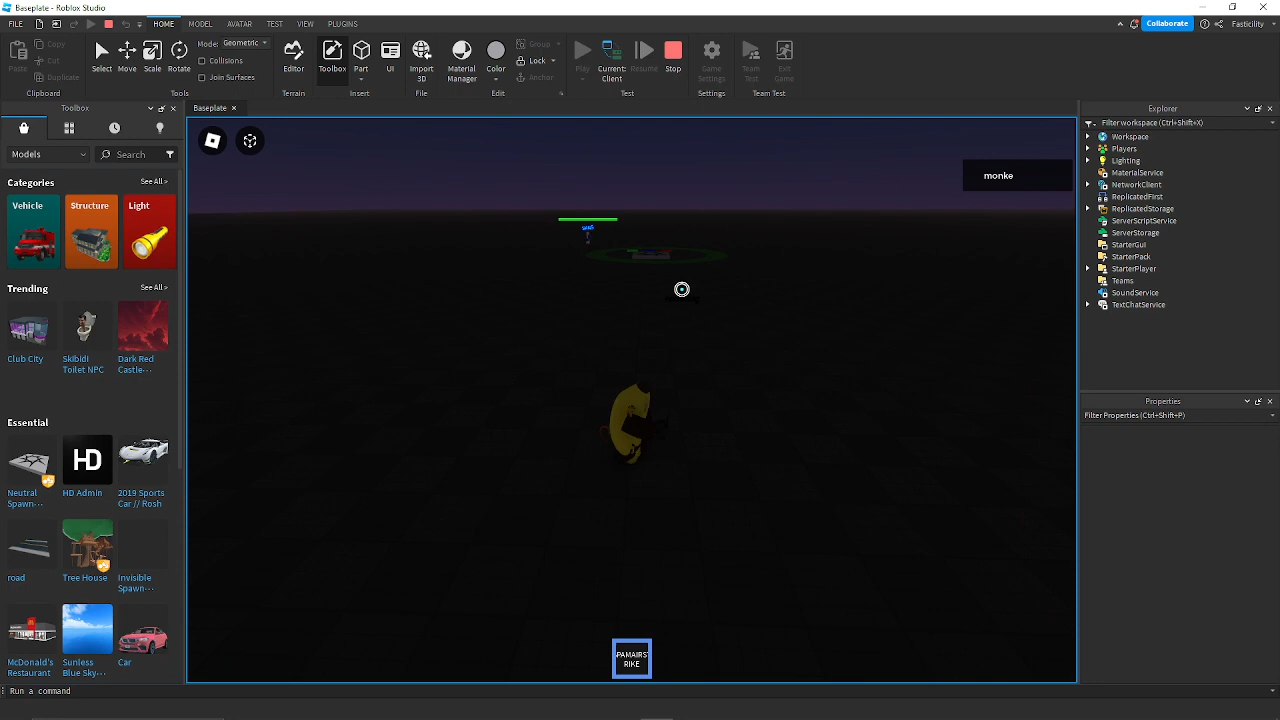 Baseplate - Roblox Studio
FILE
HOME
MODEL
AVATAR
TEST
VIEW
PLUGINS
Collaborate
Fasticility
Paste
Copy
Cut
Duplicate
Clipboard
Select
Move
Scale
Rotate
Mode: Geometric
Collisions
Join Surfaces
Tools
Editor
Terrain
Toolbox
Part
UI
Insert
Import
3D
File
Material
Manager
Color
Group
Lock
Anchor
Edit
Play
Current:
Client
Resume
Stop
Test
Game
Settings
Settings
Team
Test
Exit
Game
Team Test
Toolbox
Models
Search
Categories
See All >
Vehicle
Structure
Light
Trending
See All >
Club City
Skibidi
Toilet NPC
Dark Red
Castle...
Essential
Neutral
Spawn...
HD
HD Admin
2019 Sports
Car // Rosh
road
Tree House
Invisible
Spawn...
McDonald's
Restaurant
Sunless
Blue Sky...
Car
Baseplate
monke
PAMAIRST
RIKE
Explorer
Filter workspace (Ctrl+Shift+X)
Workspace
Players
Lighting
MaterialService
NetworkClient
ReplicatedFirst
ReplicatedStorage
ServerScriptService
ServerStorage
StarterGui
StarterPack
StarterPlayer
Teams
SoundService
TextChatService
Properties
Filter Properties (Ctrl+Shift+P)
Run a command